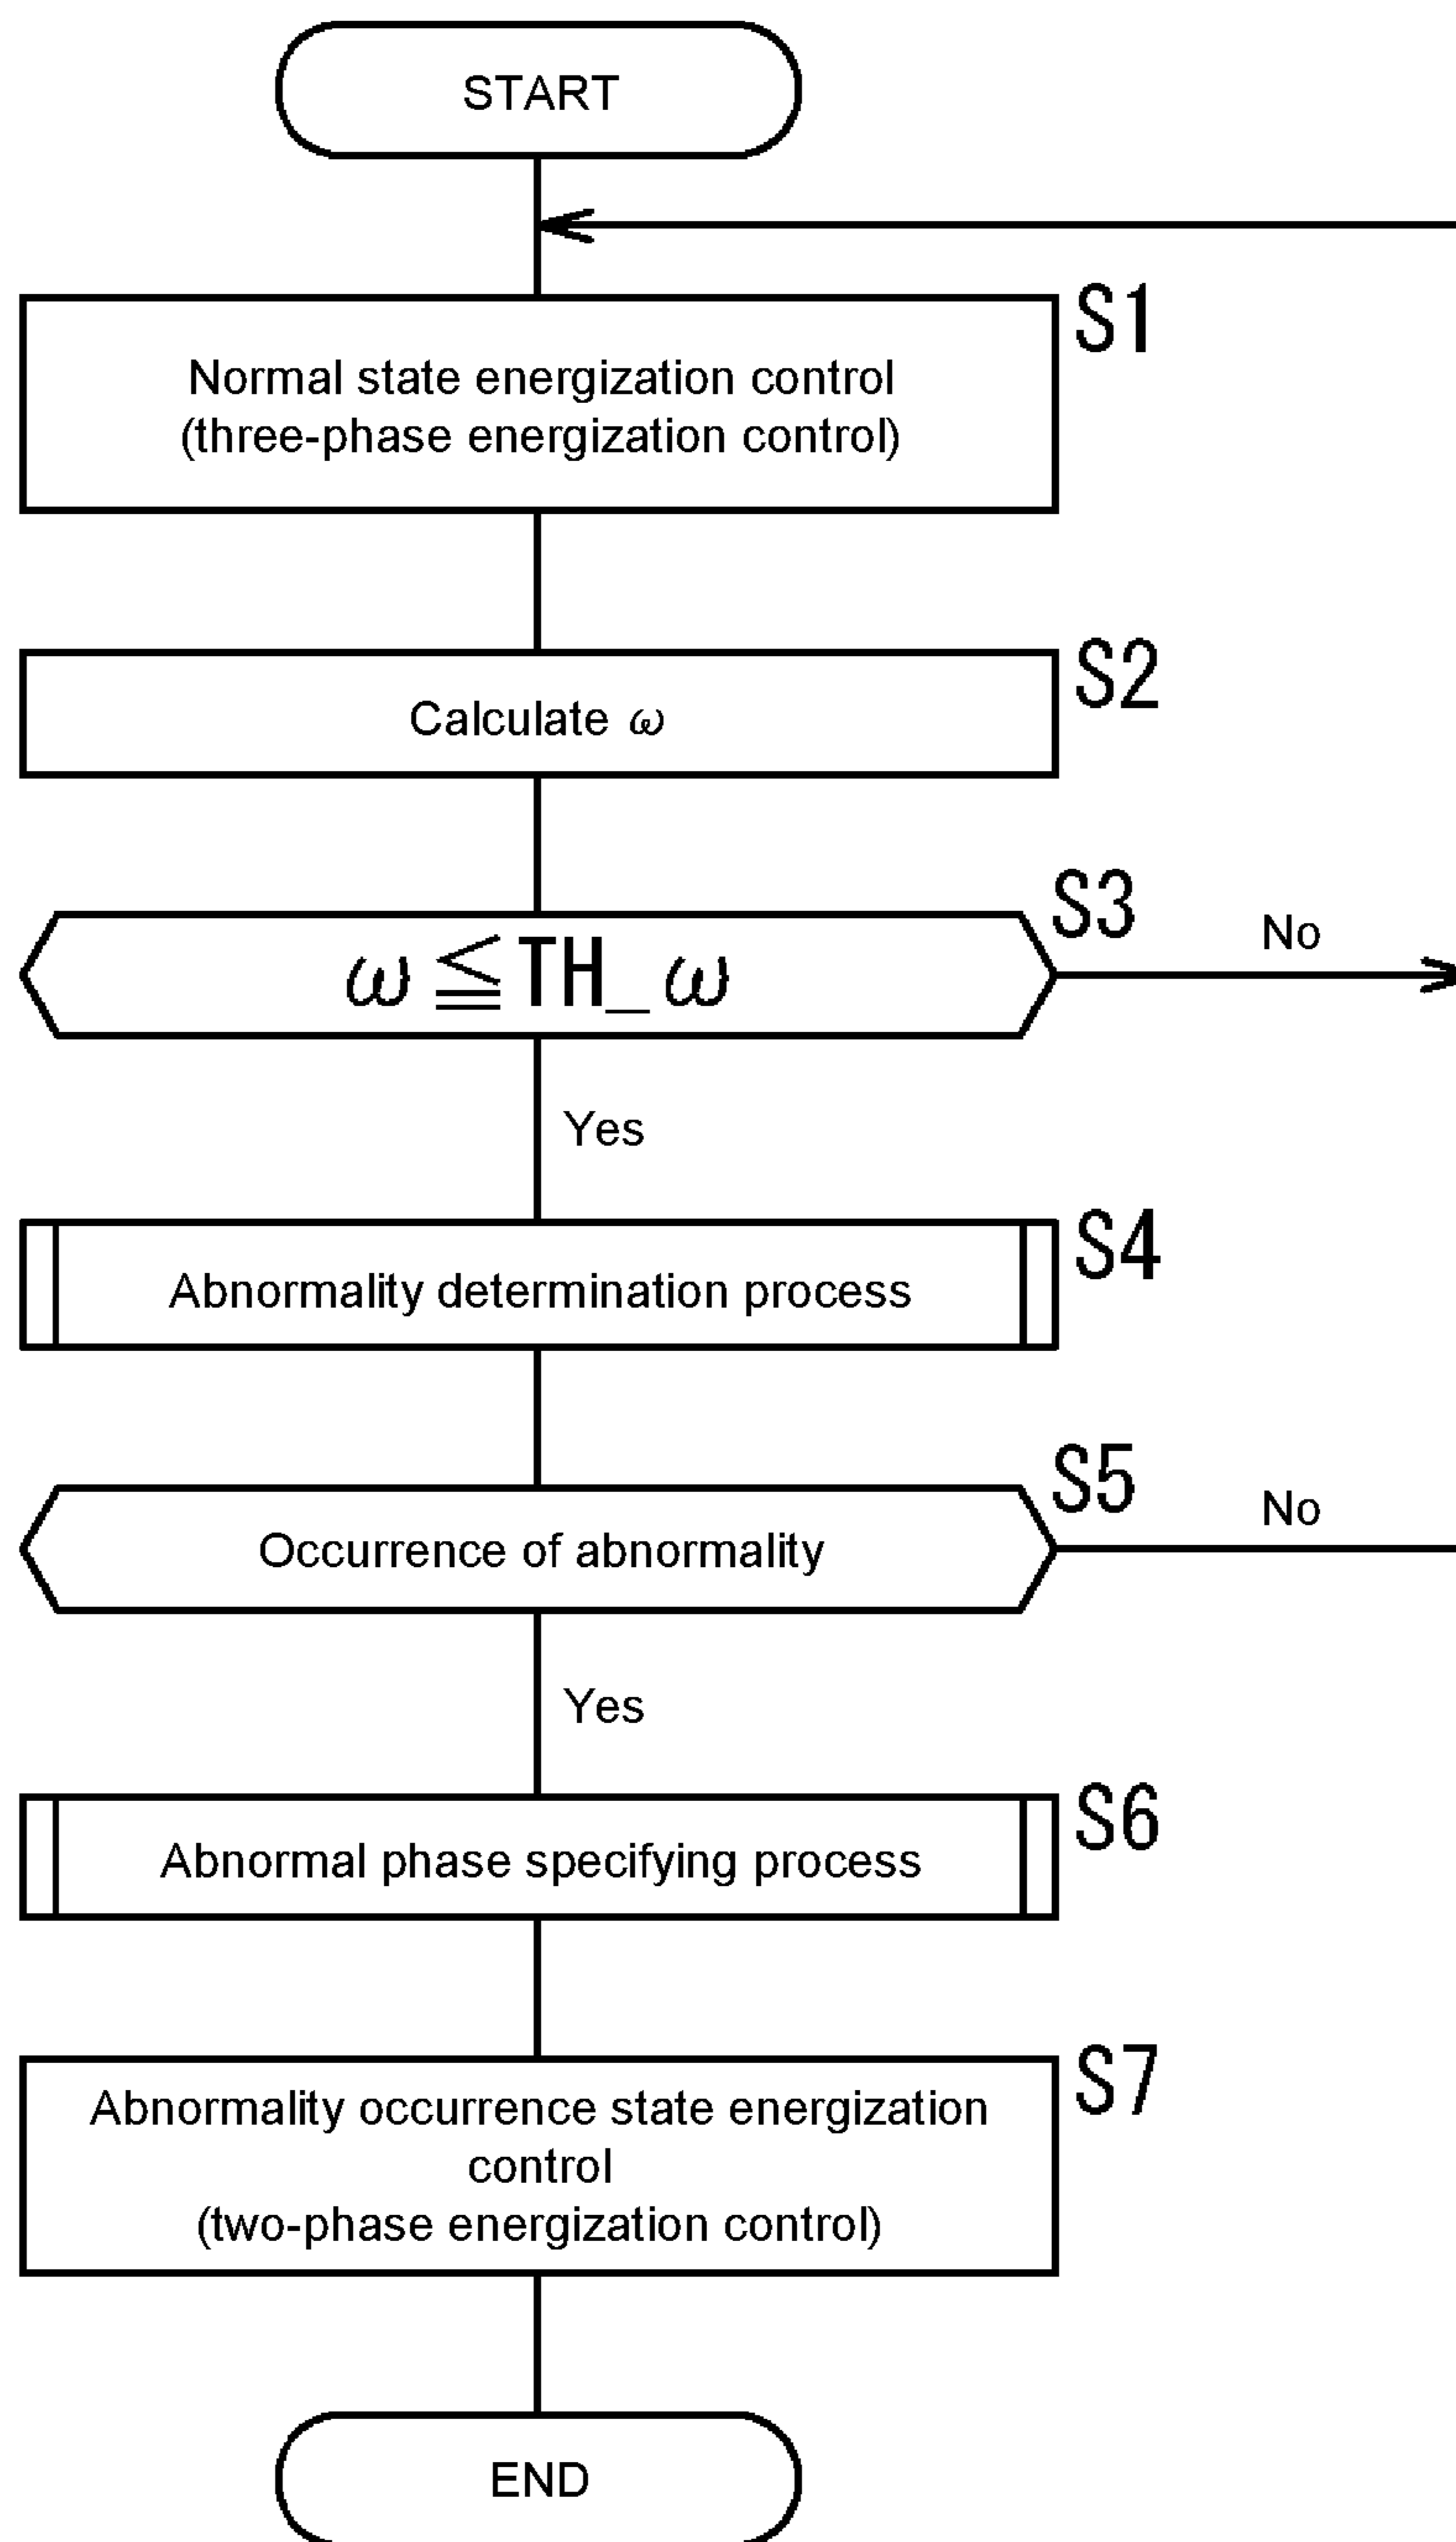 START
S1
Normal state energization control
(three-phase energization control)
S2
Calculate ω
S3
ω≦TH_ω
No
Yes
S4
Abnormality determination process
S5
Occurrence of abnormality
No
Yes
S6
Abnormal phase specifying process
S7
Abnormality occurrence state energization
control
(two-phase energization control)
END